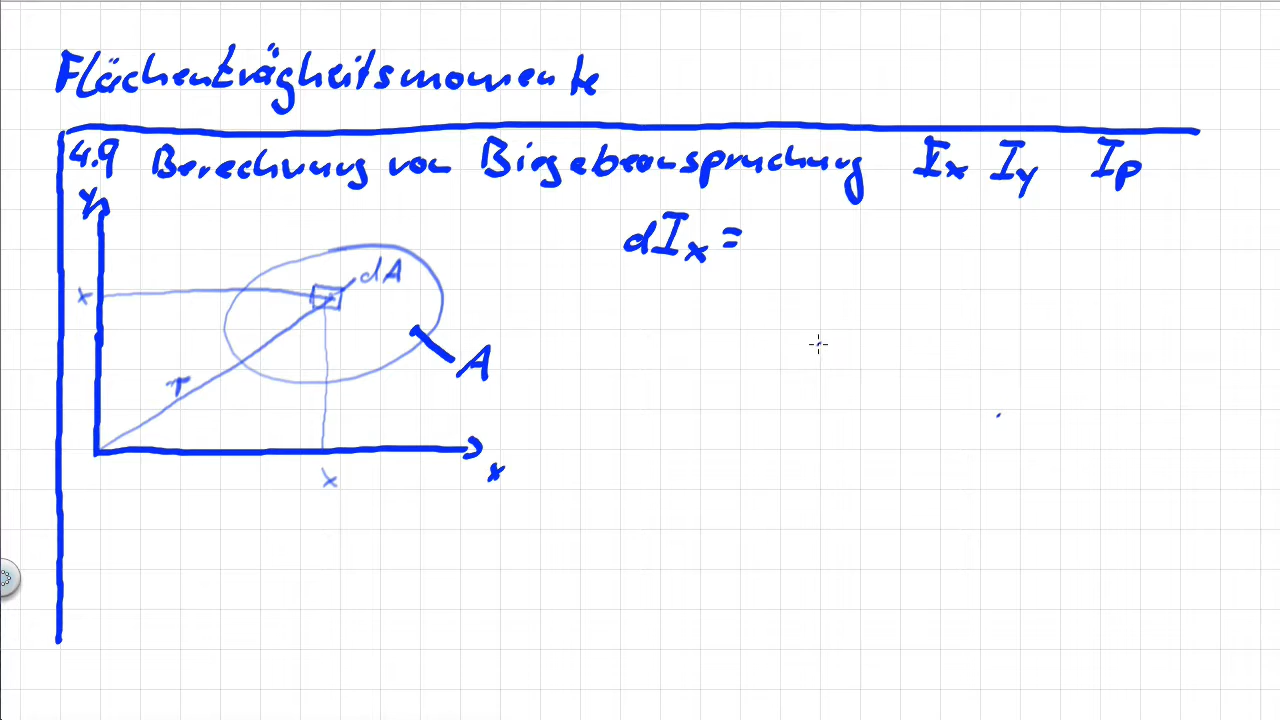 Flächenträgheitsmomente
4.9 Berechnung von Biegebeanspruchung Ix Iy Ip
y
dIx =
dA
x
A
r
x
x